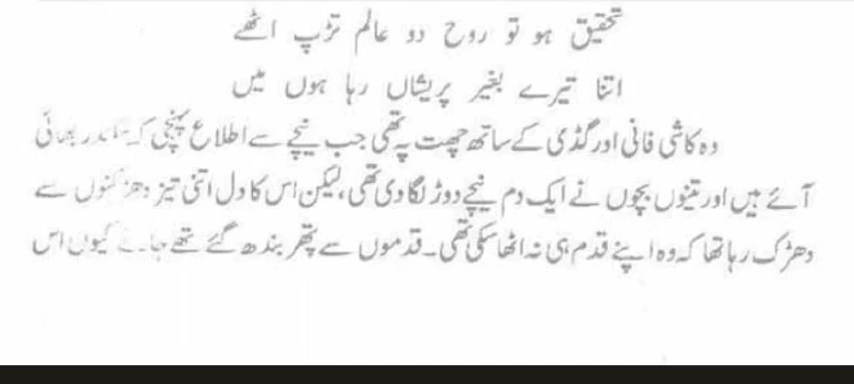 تحقیق ہو تو روح دو عالم تڑپ اٹھے
اتنا تیرے بغیر پریشاں رہا ہوں میں
وہ کاشی فانی اور گڈی کے ساتھ چھت پہ تھی جب نیچے سے اطلاع پہنچی کہ بھائی
آئے ہیں اور تینوں بچوں نے ایک دم نیچے دوڑ لگا دی تھی، لیکن اس کا دل اتنی تیز دھڑکنوں سے
دھڑک رہا تھا کہ وہ اپنے قدم ہی نہ اٹھا سکی تھی۔ قدموں سے پتھر بندھ گئے تھے جانے کیوں اس